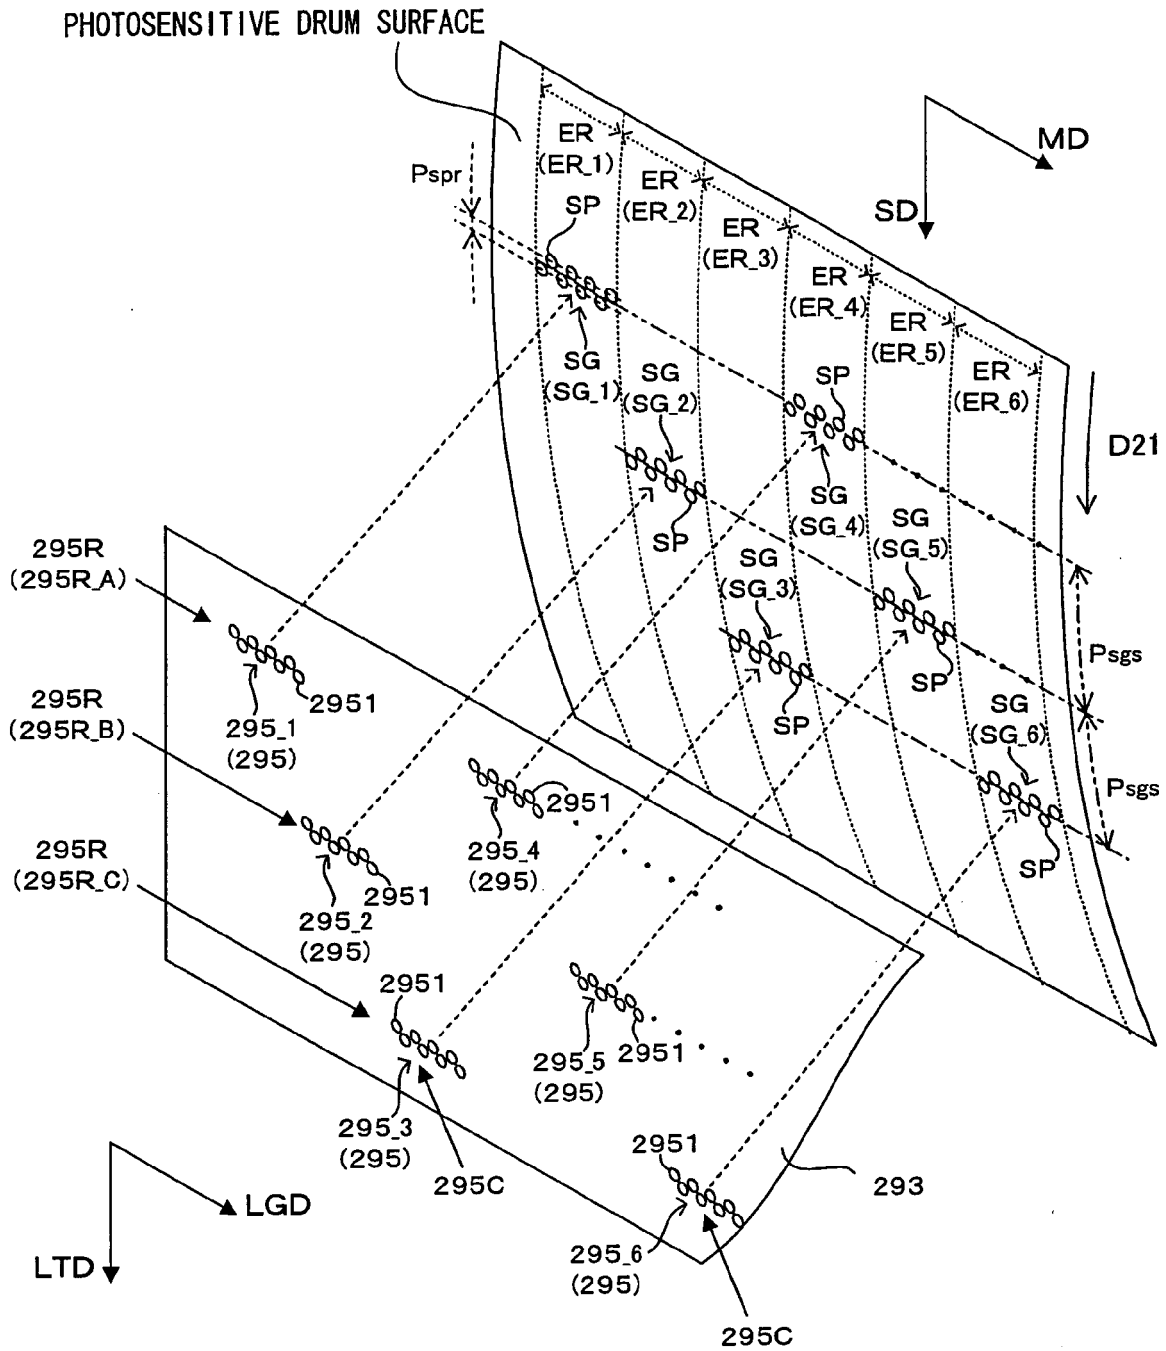 PHOTOSENSITIVE DRUM SURFACE
MD
SD
Pspr
ER
(ER_1)
ER
(ER_2)
ER
(ER_3)
ER
(ER_4)
ER
(ER_5)
ER
(ER_6)
SP
SG
(SG_1)
SG
(SG_2)
SP
SP
SG
(SG_4)
D21
SG
(SG_5)
SG
(SG_3)
SP
SP
Psgs
SG
(SG_6)
Psgs
SP
295R
(295R_A)
2951
295_1
(295)
295R
(295R_B)
2951
295_4
(295)
295R
(295R_C)
2951
295_2
(295)
2951
295_3
(295)
295C
2951
295_5
(295)
2951
295_6
(295)
295C
293
LGD
LTD